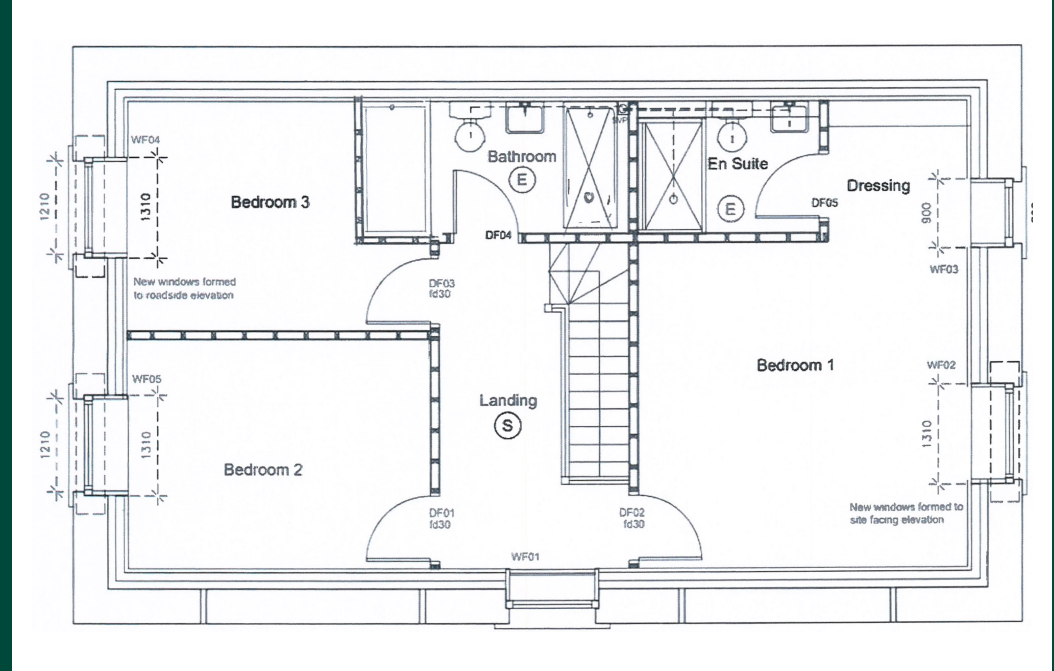 WF04
Bathroom
E
SVP
En Suite
E
Dressing
DF05
1210
1310
Bedroom 3
DF04
900
WF03
New windows formed
to roadside elevation
DF03
fd30
WF05
Bedroom 1
WF02
Landing
S
1210
1310
Bedroom 2
1310
DF01
fd30
DF02
fd30
New windows formed to
site facing elevation
WF01